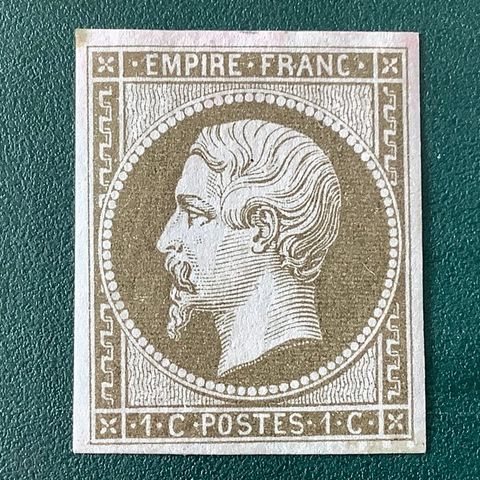 · EMPIRE · FRANC ·
· 1 · C · POSTES · 1 · C ·